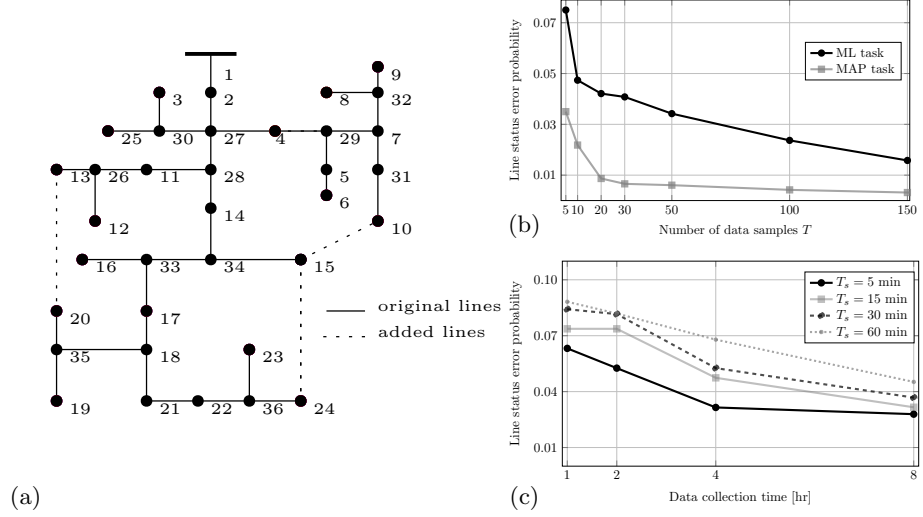 (a)
1
2
3
9
8
32
25
30
27
4
29
7
13
26
11
28
5
31
6
12
14
10
16
33
34
15
20
17
original lines
added lines
35
18
23
19
21
22
36
24
(b)
Line status error probability
0.07
0.05
0.03
0.01
5 10 20 30 50 100 150
Number of data samples T
ML task
MAP task
(c)
Line status error probability
0.10
0.07
0.04
0.01
1 2 4 8
Data collection time [hr]
Tₛ = 5 min
Tₛ = 15 min
Tₛ = 30 min
Tₛ = 60 min